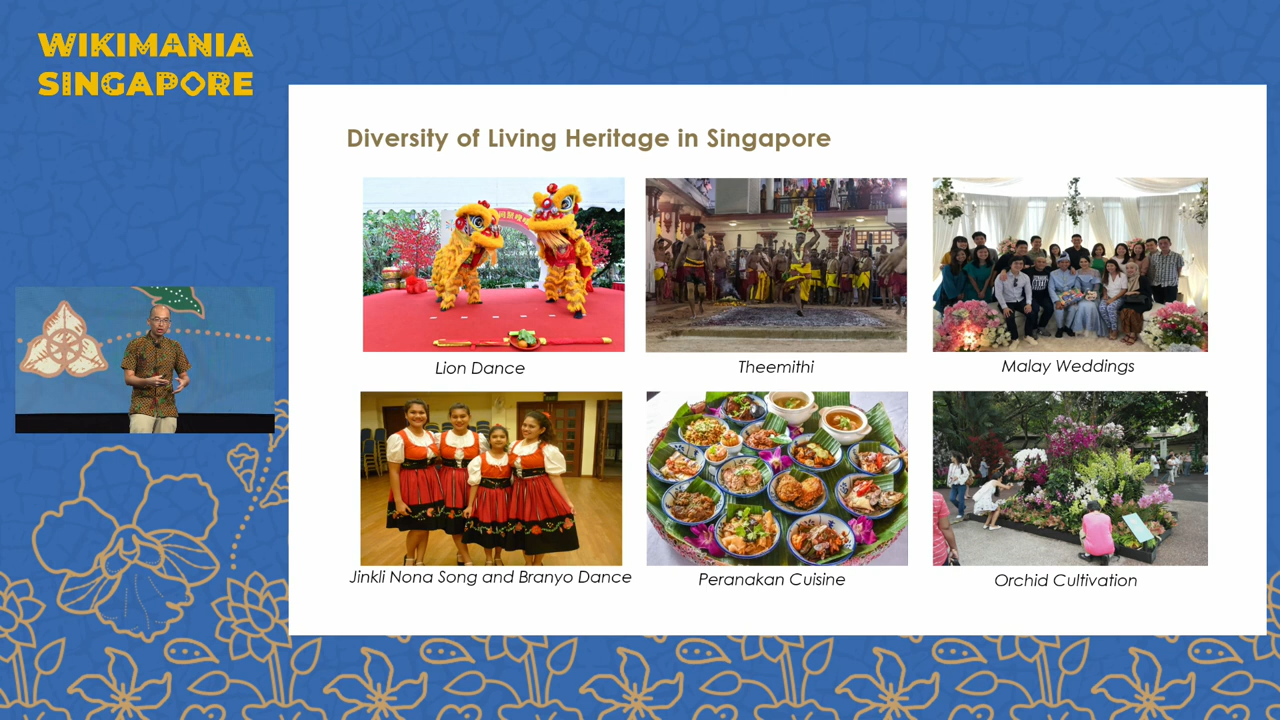 WIKIMANIA
SINGAPORE
Diversity of Living Heritage in Singapore
Lion Dance
Theemithi
Malay Weddings
Jinkli Nona Song and Branyo Dance
Peranakan Cuisine
Orchid Cultivation